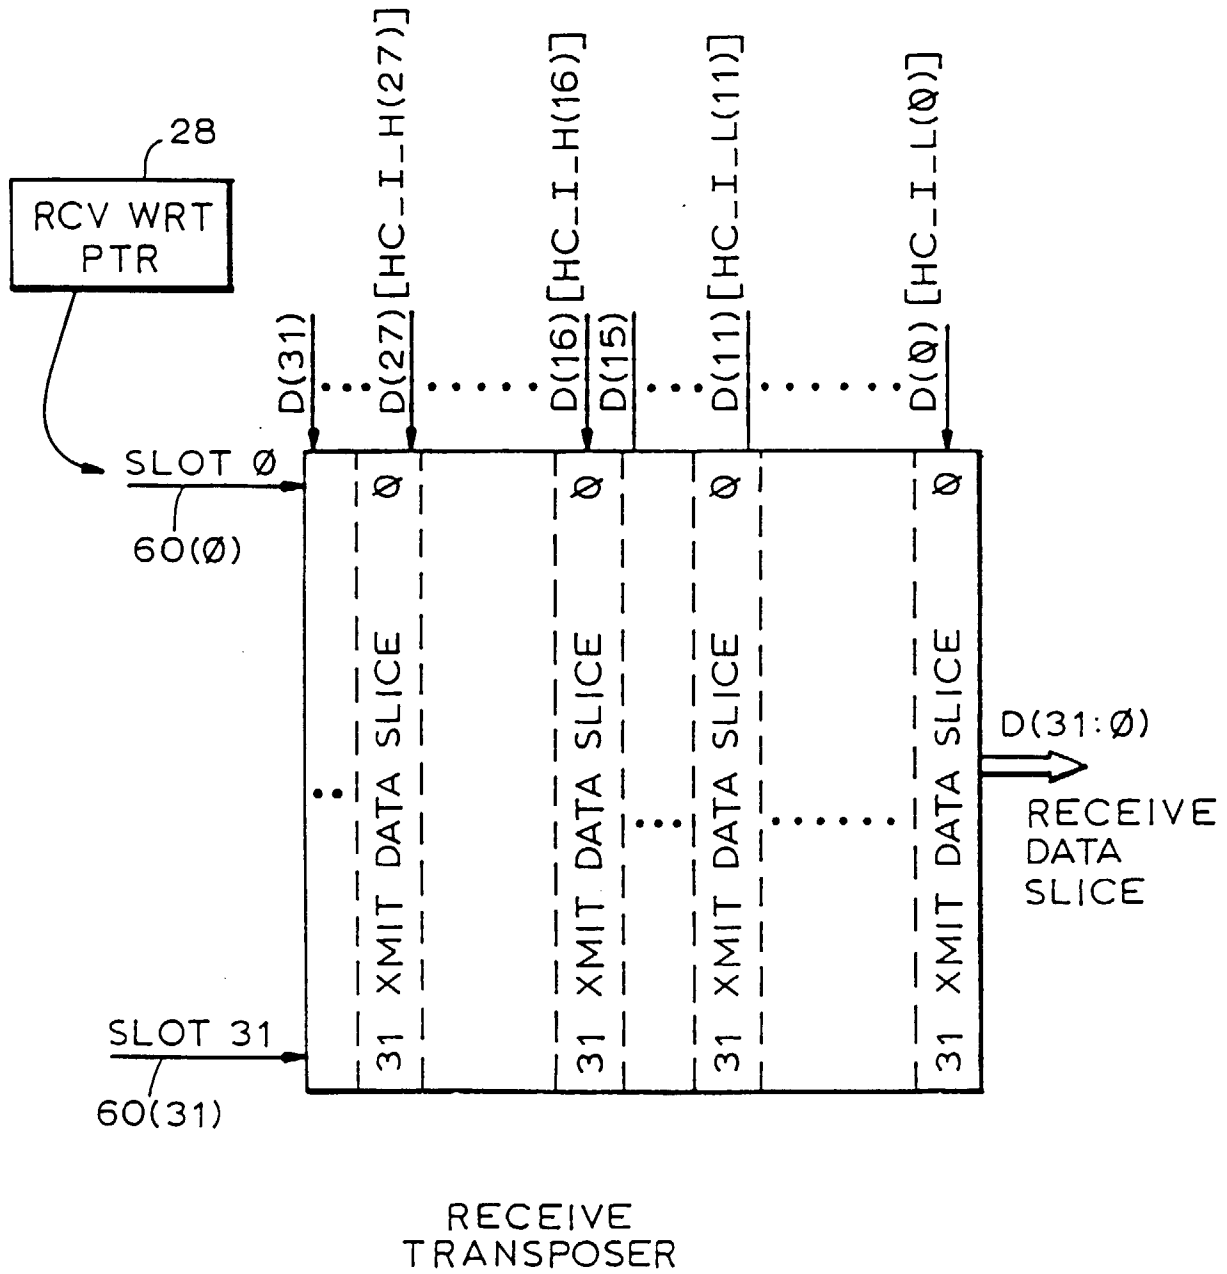 28
RCV WRT
PTR
D(31)
D(27)[HC_I_H(27)]
D(16)[HC_I_H(16)]
D(15)
D(11)[HC_I_L(11)]
D(Ø)[HC_I_L(Ø)]
SLOT Ø
60(Ø)
Ø
Ø
Ø
Ø
31 XMIT DATA SLICE
31 XMIT DATA SLICE
31 XMIT DATA SLICE
31 XMIT DATA SLICE
D(31:Ø)
RECEIVE
DATA
SLICE
SLOT 31
60(31)
RECEIVE
TRANSPOSER